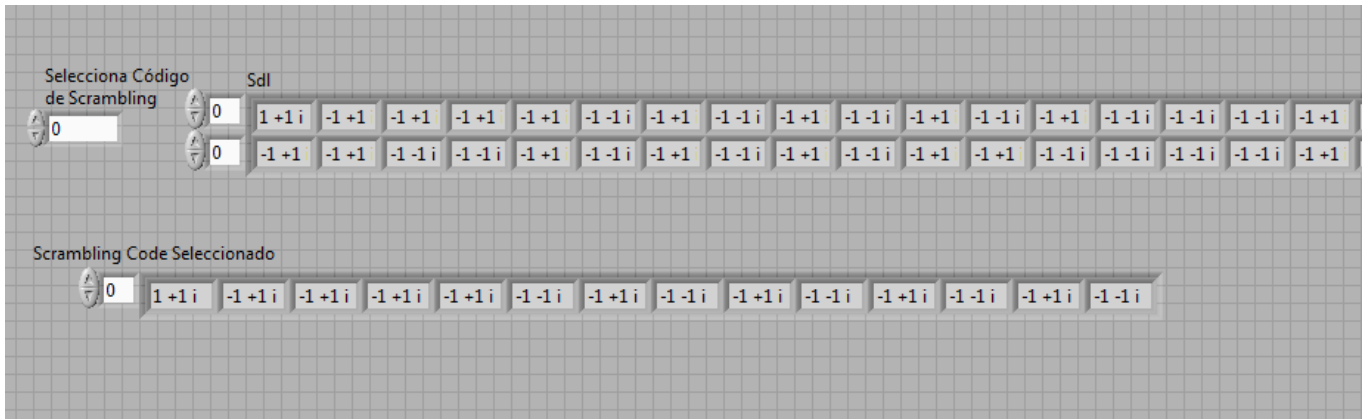 Selecciona Código
de Scrambling
0
Sdl
0 1 +1 i -1 +1 -1 +1 -1 +1 -1 +1 -1 -1 i -1 +1 -1 -1 i -1 +1 -1 -1 i -1 +1 -1 -1 i -1 +1 -1 -1 i -1 -1 i -1 -1 i -1 +1
0 -1 +1 -1 +1 -1 -1 i -1 -1 i -1 +1 -1 -1 i -1 +1 -1 -1 i -1 +1 -1 -1 i -1 +1 -1 +1 -1 -1 i -1 -1 i -1 -1 i -1 -1 i -1 +1
Scrambling Code Seleccionado
0 1 +1 i -1 +1 i -1 +1 i -1 +1 i -1 +1 i -1 -1 i -1 +1 i -1 -1 i -1 +1 i -1 -1 i -1 +1 i -1 -1 i -1 +1 i -1 -1 i